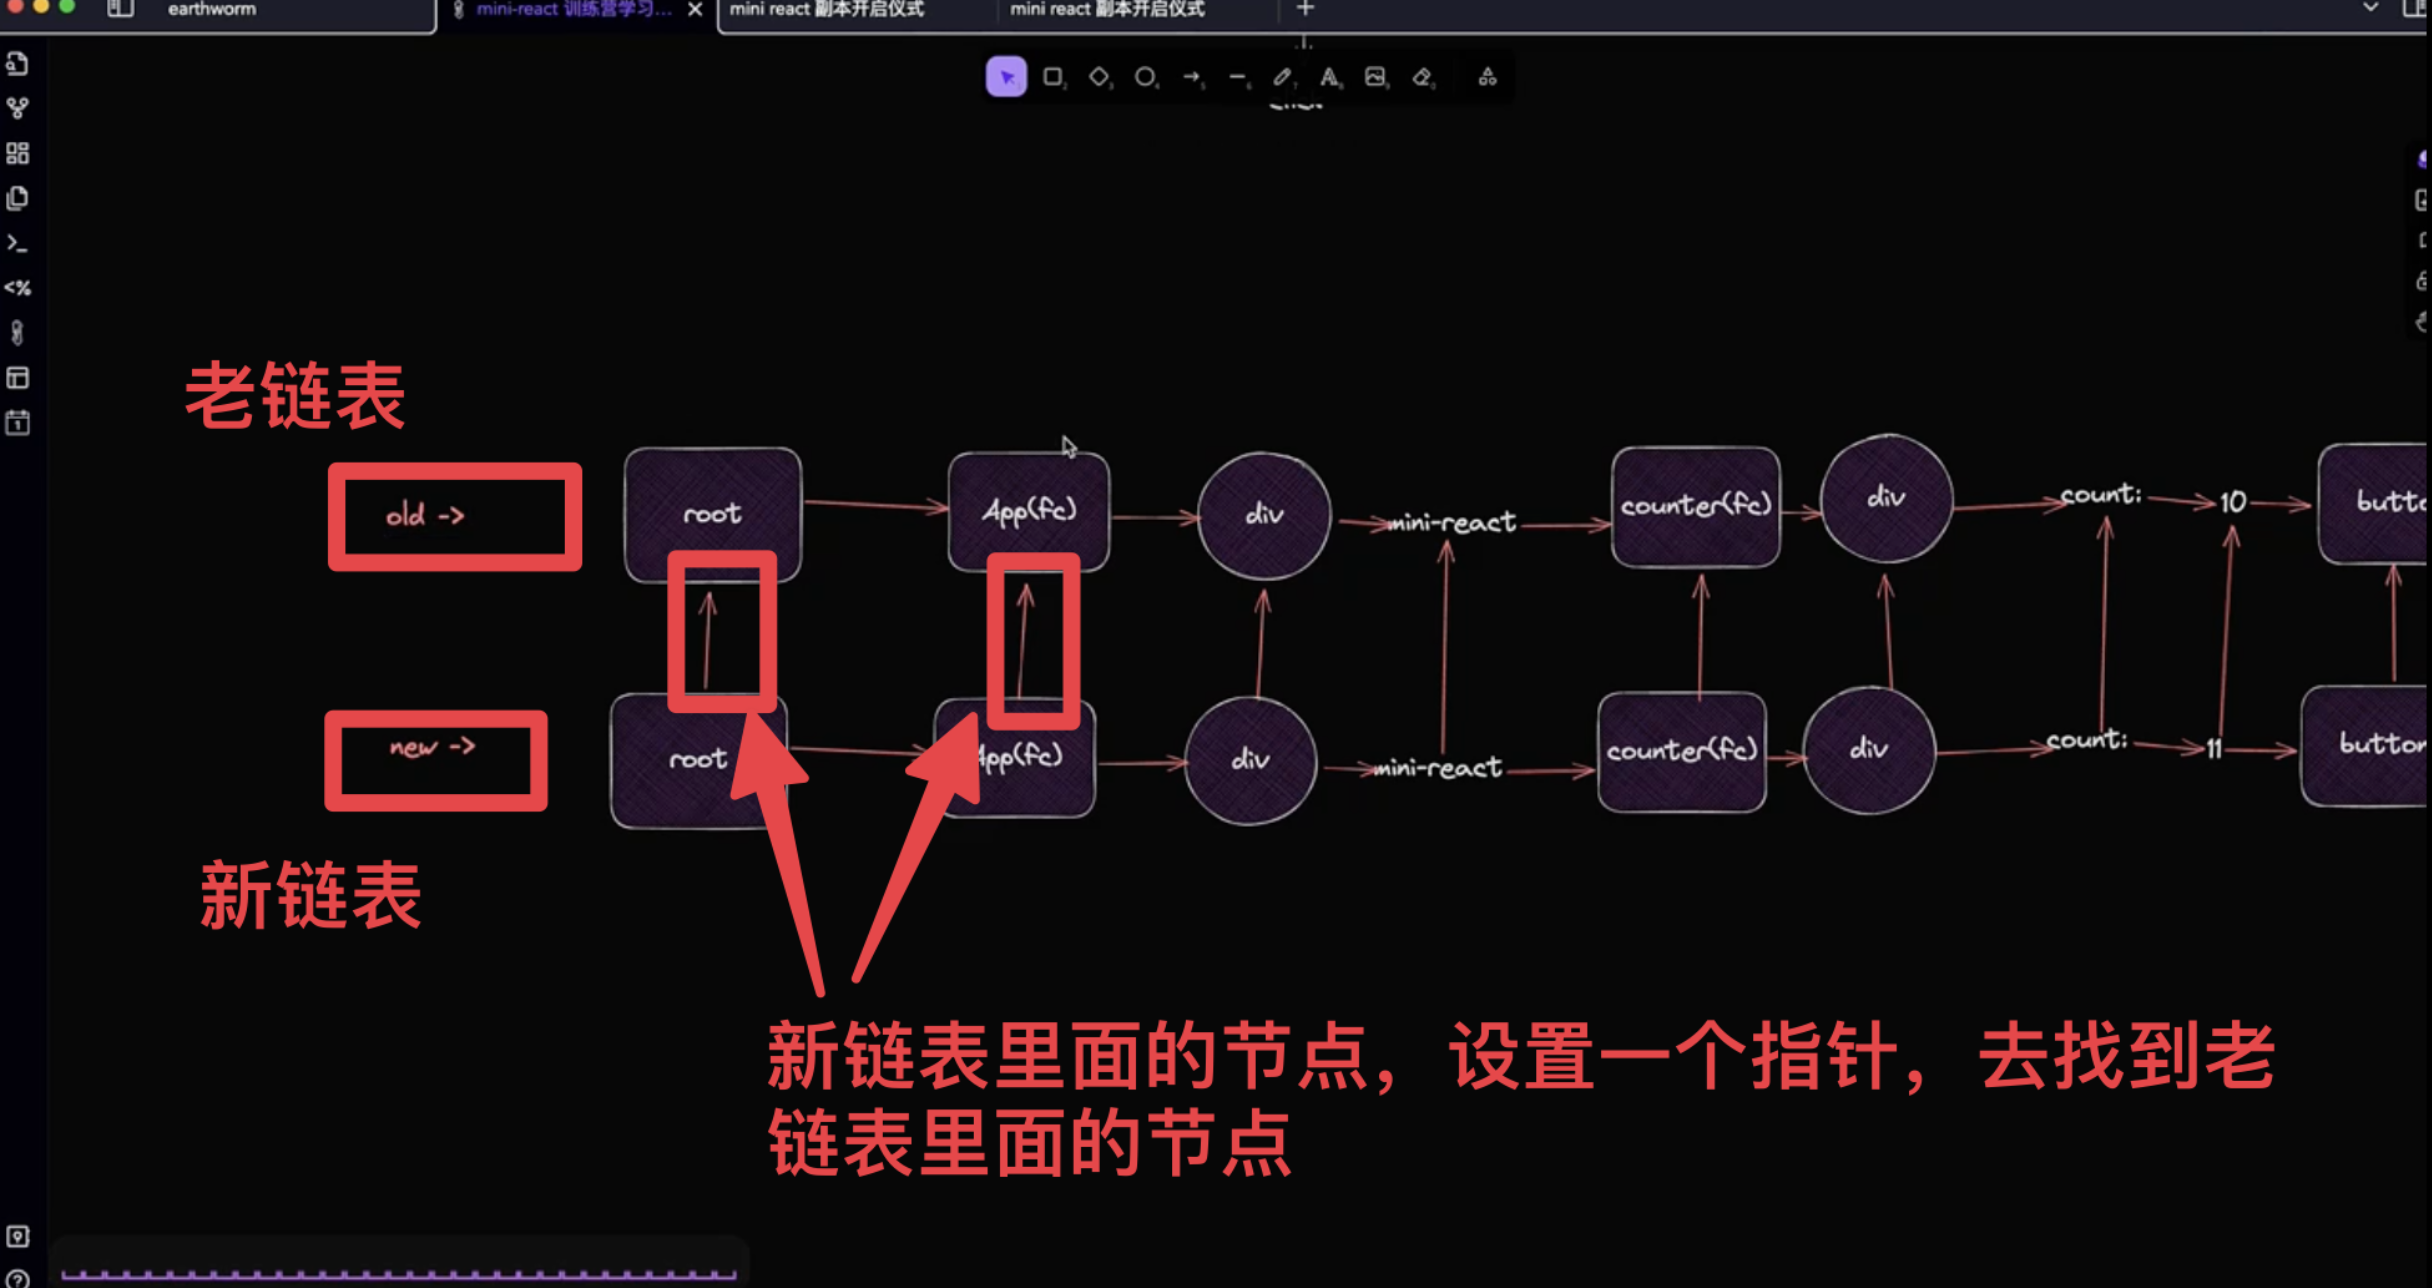 earthworm
mini-react 训练营学习...
mini react 副本开启仪式
mini react 副本开启仪式
老链表
old ->
root
App(fc)
div
mini-react
counter(fc)
div
count:
10
new ->
root
App(fc)
div
mini-react
counter(fc)
div
count:
11
button
新链表
新链表里面的节点，设置一个指针，去找到老
链表里面的节点